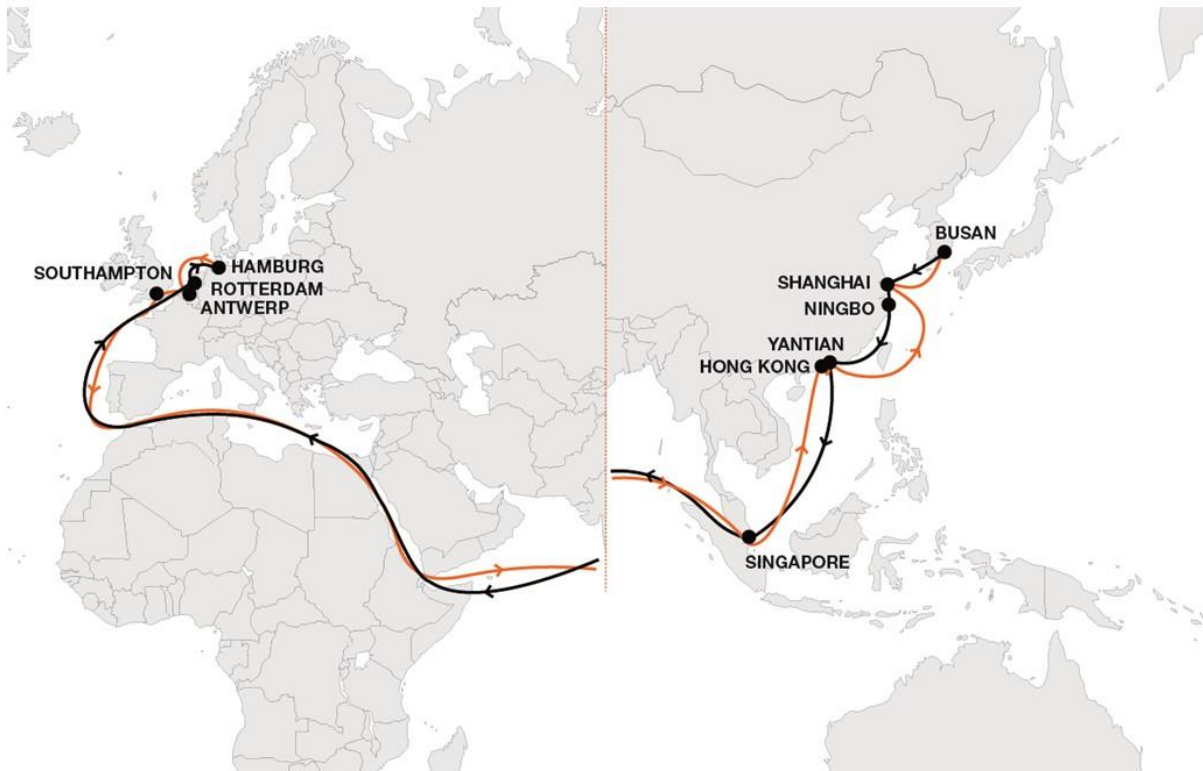 SOUTHAMPTON
HAMBURG
ROTTERDAM
ANTWERP
BUSAN
SHANGHAI
NINGBO
YANTIAN
HONG KONG
SINGAPORE